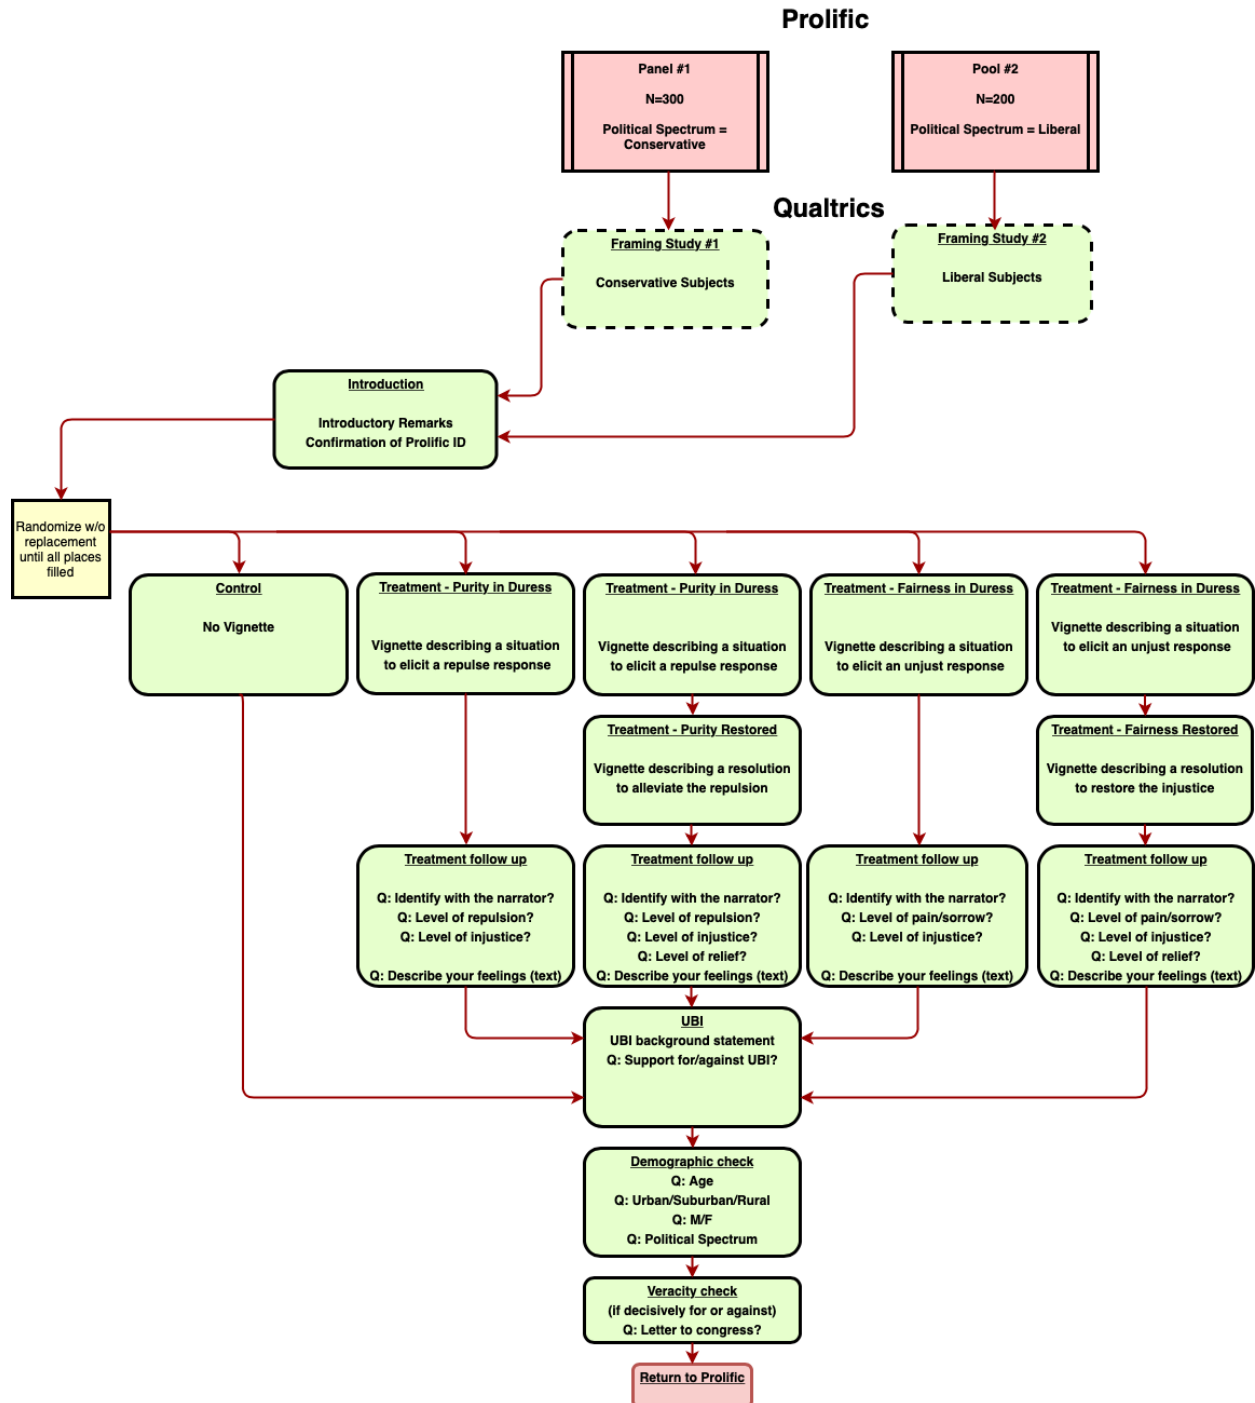 Prolific
Panel #1
N=300
Political Spectrum =
Conservative
Pool #2
N=200
Political Spectrum = Liberal
Qualtrics
Framing Study #1
Conservative Subjects
Framing Study #2
Liberal Subjects
Introduction
Introductory Remarks
Confirmation of Prolific ID
Randomize w/o
replacement
until all places
filled
Control
No Vignette
Treatment - Purity in Duress
Vignette describing a situation
to elicit a repulse response
Treatment - Purity in Duress
Vignette describing a situation
to elicit a repulse response
Treatment - Fairness in Duress
Vignette describing a situation
to elicit an unjust response
Treatment - Fairness in Duress
Vignette describing a situation
to elicit an unjust response
Treatment - Purity Restored
Vignette describing a resolution
to alleviate the repulsion
Treatment - Fairness Restored
Vignette describing a resolution
to restore the injustice
Treatment follow up
Q: Identify with the narrator?
Q: Level of repulsion?
Q: Level of injustice?
Q: Describe your feelings (text)
Treatment follow up
Q: Identify with the narrator?
Q: Level of repulsion?
Q: Level of injustice?
Q: Level of relief?
Q: Describe your feelings (text)
Treatment follow up
Q: Identify with the narrator?
Q: Level of pain/sorrow?
Q: Level of injustice?
Q: Describe your feelings (text)
Treatment follow up
Q: Identify with the narrator?
Q: Level of pain/sorrow?
Q: Level of injustice?
Q: Level of relief?
Q: Describe your feelings (text)
UBI
UBI background statement
Q: Support for/against UBI?
Demographic check
Q: Age
Q: Urban/Suburban/Rural
Q: M/F
Q: Political Spectrum
Veracity check
(if decisively for or against)
Q: Letter to congress?
Return to Prolific